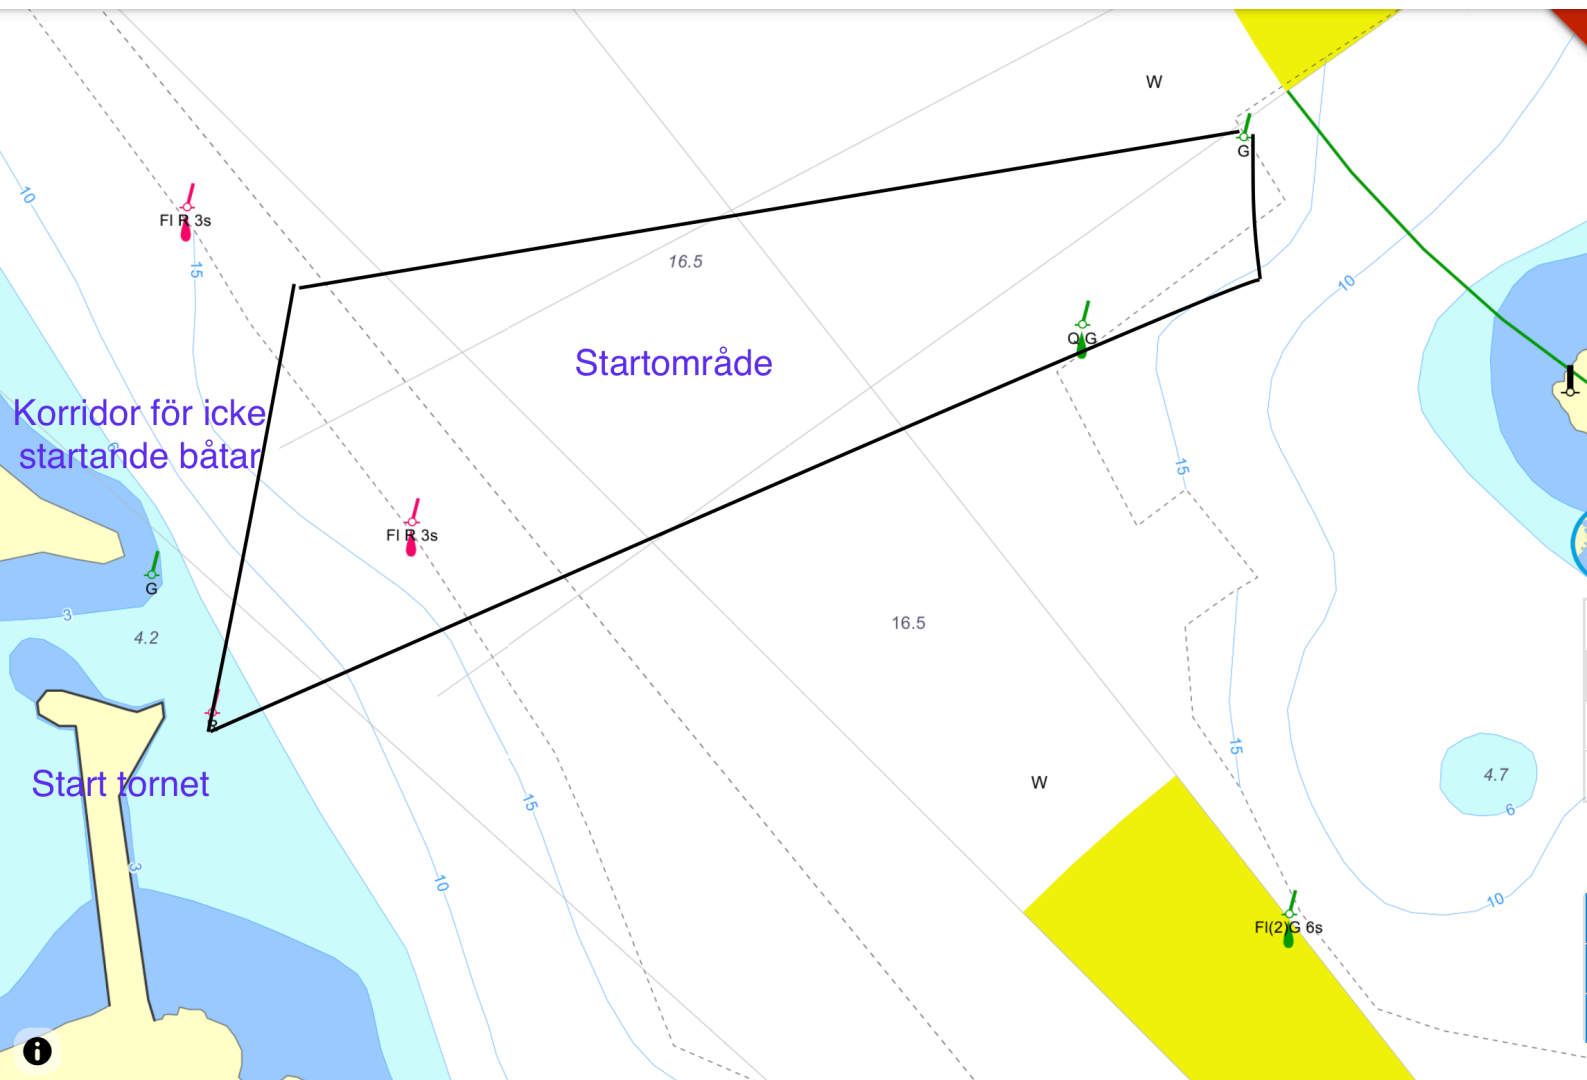 W
G
10
Fl R 3s
15
16.5
10
Q G
Startområde
Korridor för icke
startande båtar
6
15
Fl R 3s
G
3
4.2
16.5
R
Start tornet
15
W
4.7
6
15
3
10
10
Fl(2)G 6s